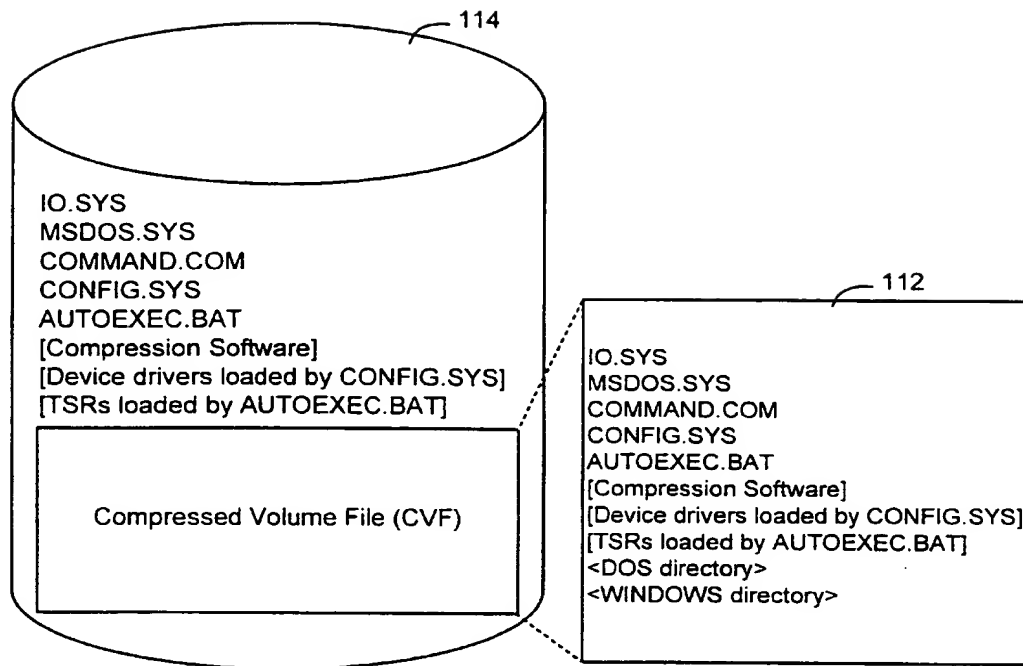 114
IO.SYS
MSDOS.SYS
COMMAND.COM
CONFIG.SYS
AUTOEXEC.BAT
[Compression Software]
[Device drivers loaded by CONFIG.SYS]
[TSRs loaded by AUTOEXEC.BAT]
Compressed Volume File (CVF)
112
IO.SYS
MSDOS.SYS
COMMAND.COM
CONFIG.SYS
AUTOEXEC.BAT
[Compression Software]
[Device drivers loaded by CONFIG.SYS]
[TSRs loaded by AUTOEXEC.BAT]
<DOS directory>
<WINDOWS directory>